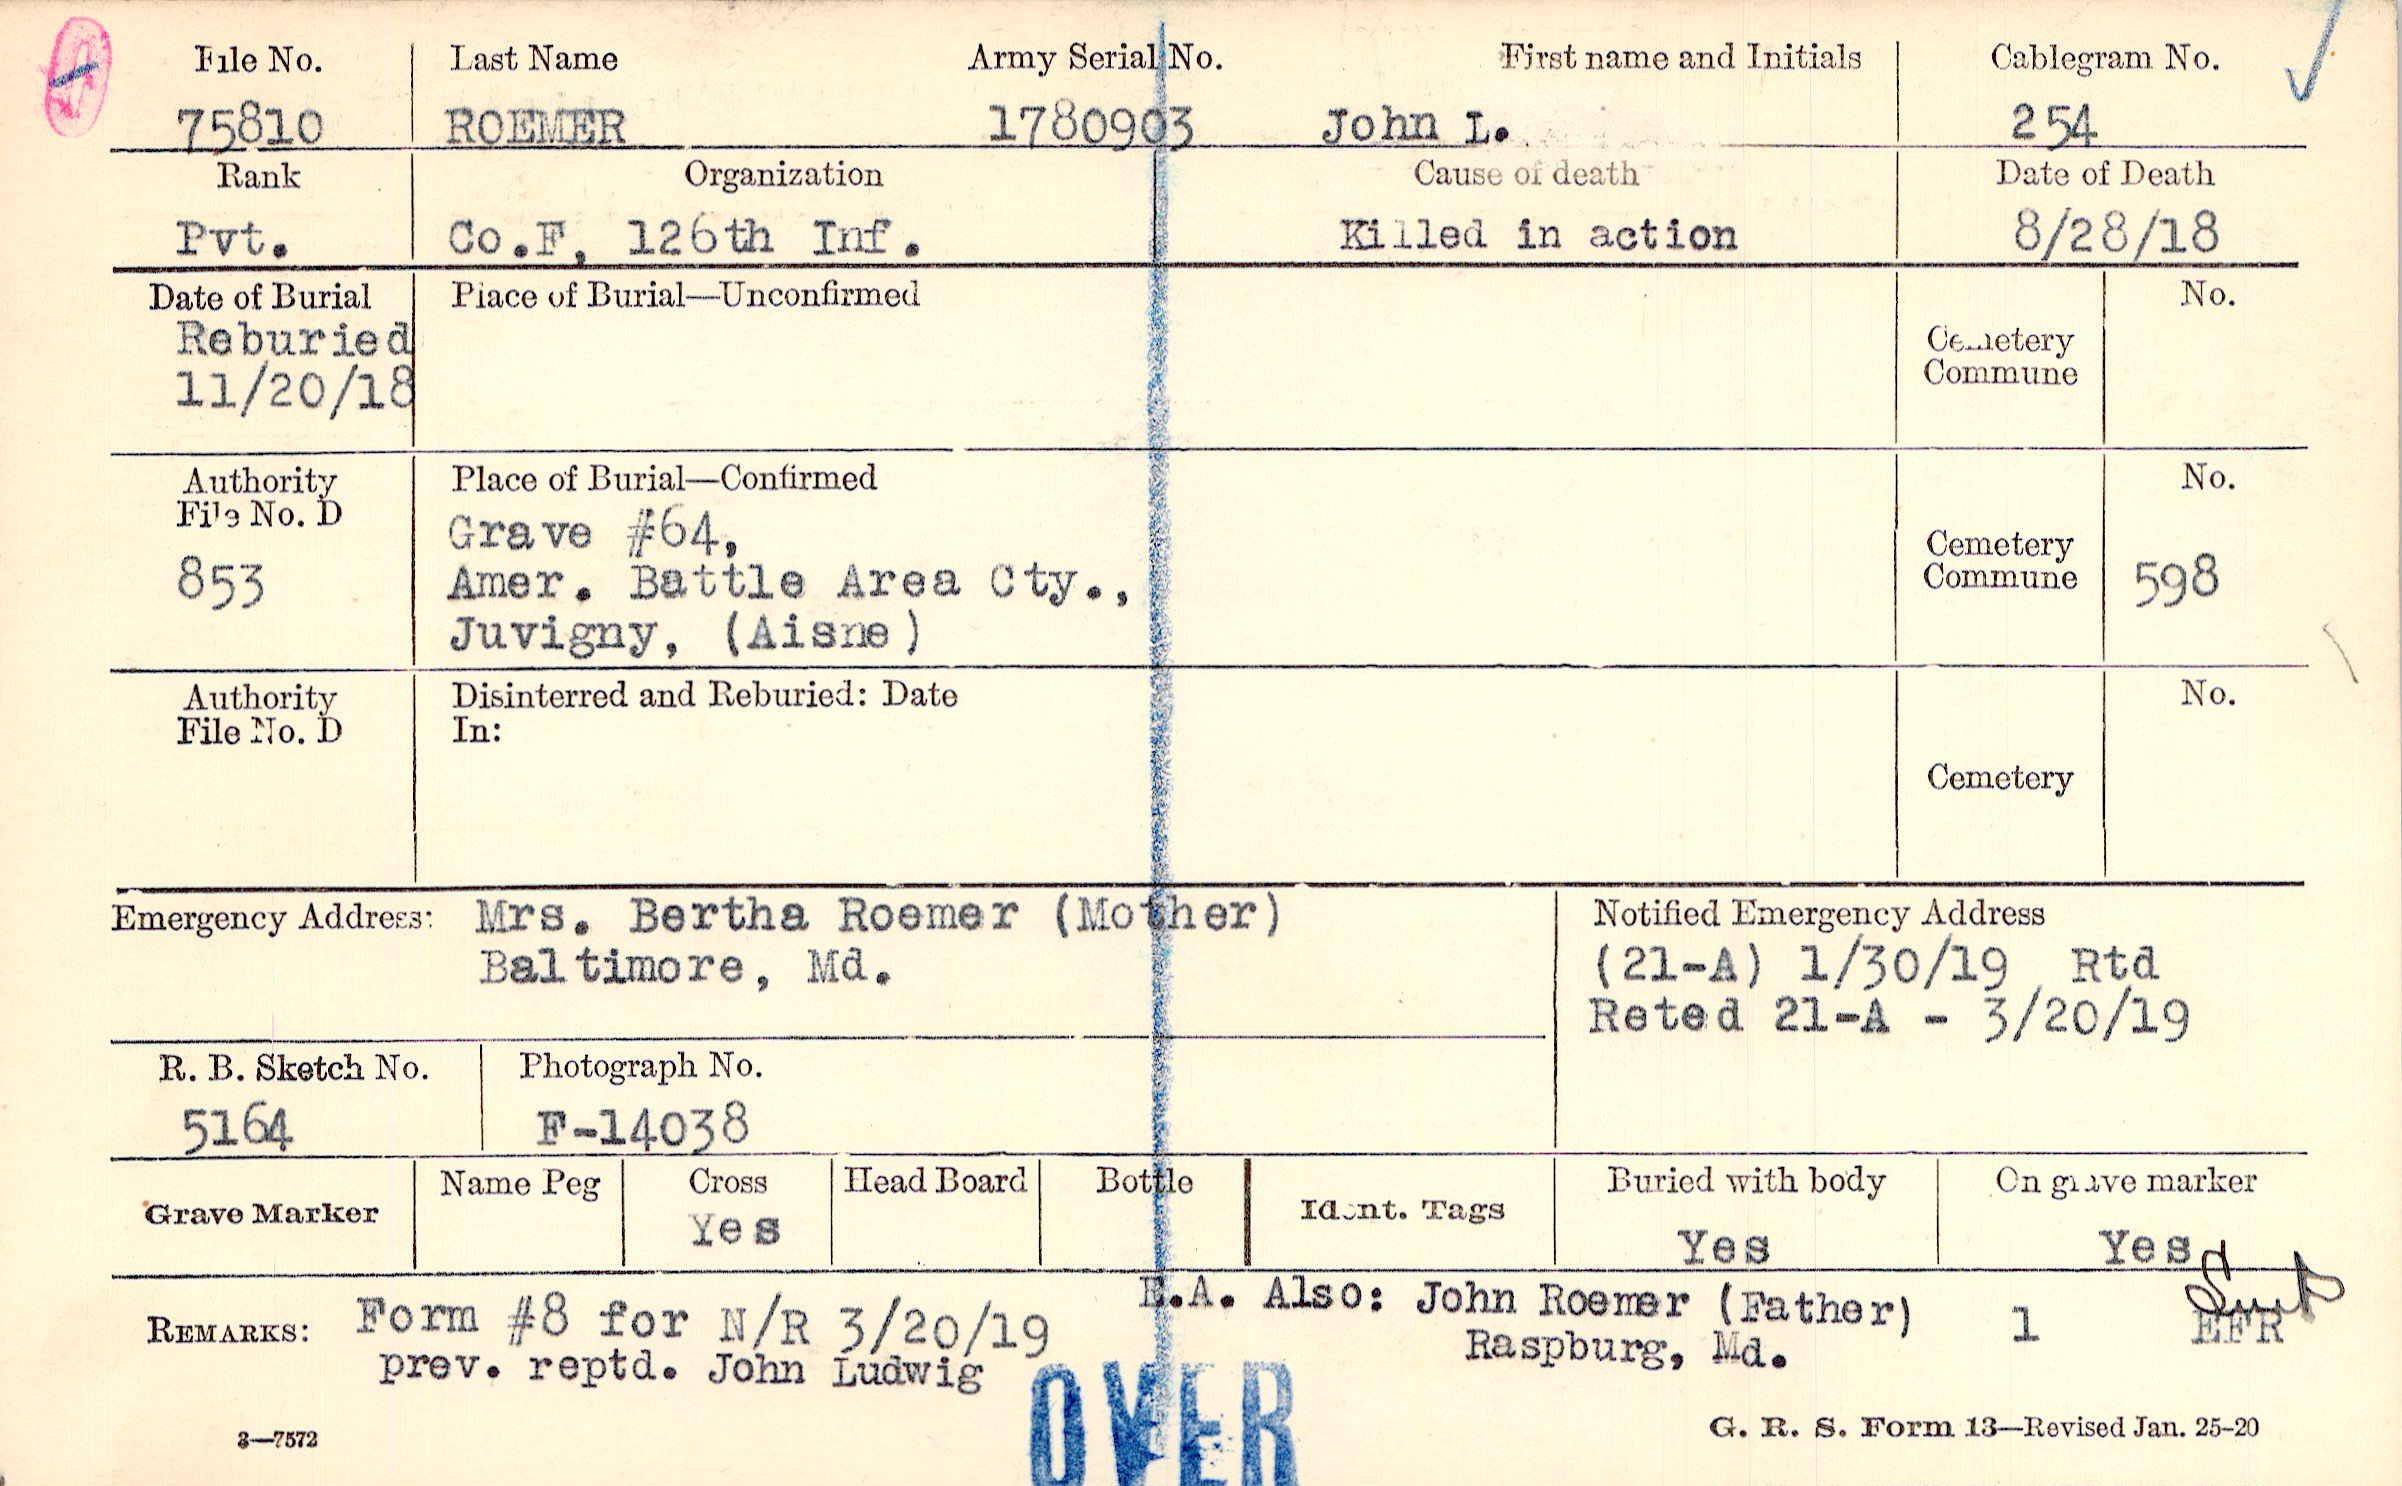 File No. Last Name Army Serial No. First name and Initials Cablegram No.
75810 ROEMER 1780903 John L. 254
Rank Organization Cause of death Date of Death
Pvt. Co.F, 126th Inf. Killed in action 8/28/18
Date of Burial Place of Burial—Unconfirmed No.
Reburied
11/20/18
Cemetery
Commune
Authority Place of Burial—Confirmed No.
File No. D
Grave #64,
853 Amer. Battle Area Cty.,
Juvigny, (Aisne)
Cemetery
Commune 598
Authority Disinterred and Reburied: Date No.
File No. D In:
Cemetery
Emergency Address: Mrs. Bertha Roemer (Mother)
Baltimore, Md.
Notified Emergency Address
(21-A) 1/30/19 Rtd
Reted 21-A - 3/20/19
R. B. Sketch No. Photograph No.
5164 F-14038
Grave Marker Name Peg Cross Head Board Bottle Ident. Tags Buried with body On grave marker
Yes Yes Yes
REMARKS: Form #8 for N/R 3/20/19
prev. reptd. John Ludwig
E.A. Also: John Roemer (Father)
Raspburg, Md.
1 EFR
OVER
3—7572
G. R. S. Form 13—Revised Jan. 25-20